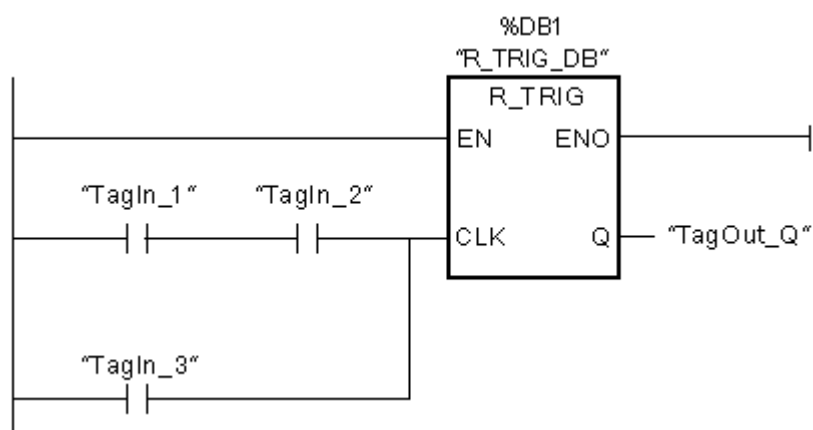 %DB1
“R_TRIG_DB“
R_TRIG
EN ENO
“TagIn_1“ “TagIn_2“
CLK Q “TagOut_Q“
“TagIn_3“